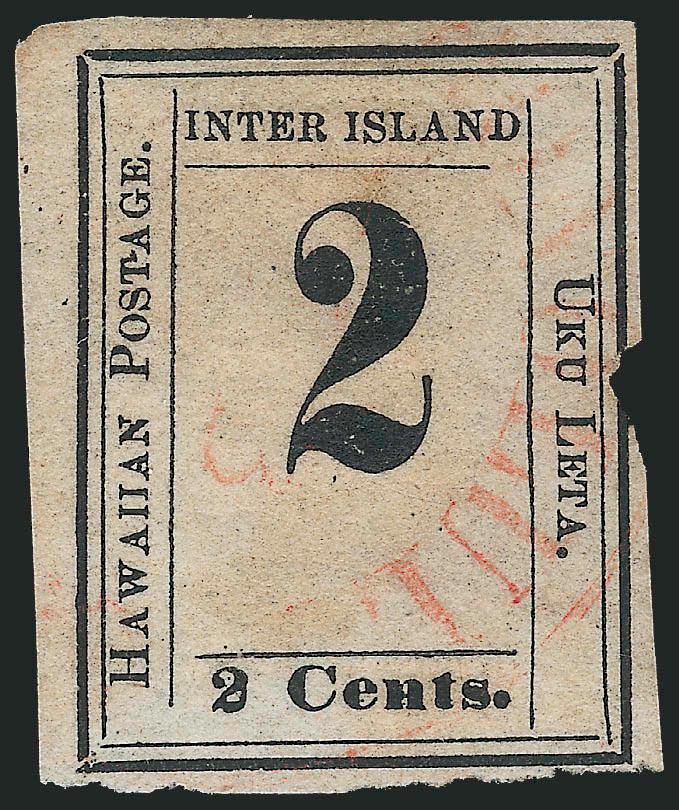 INTER ISLAND
HAWAIIAN POSTAGE.
2
UKU LETA.
2 Cents.